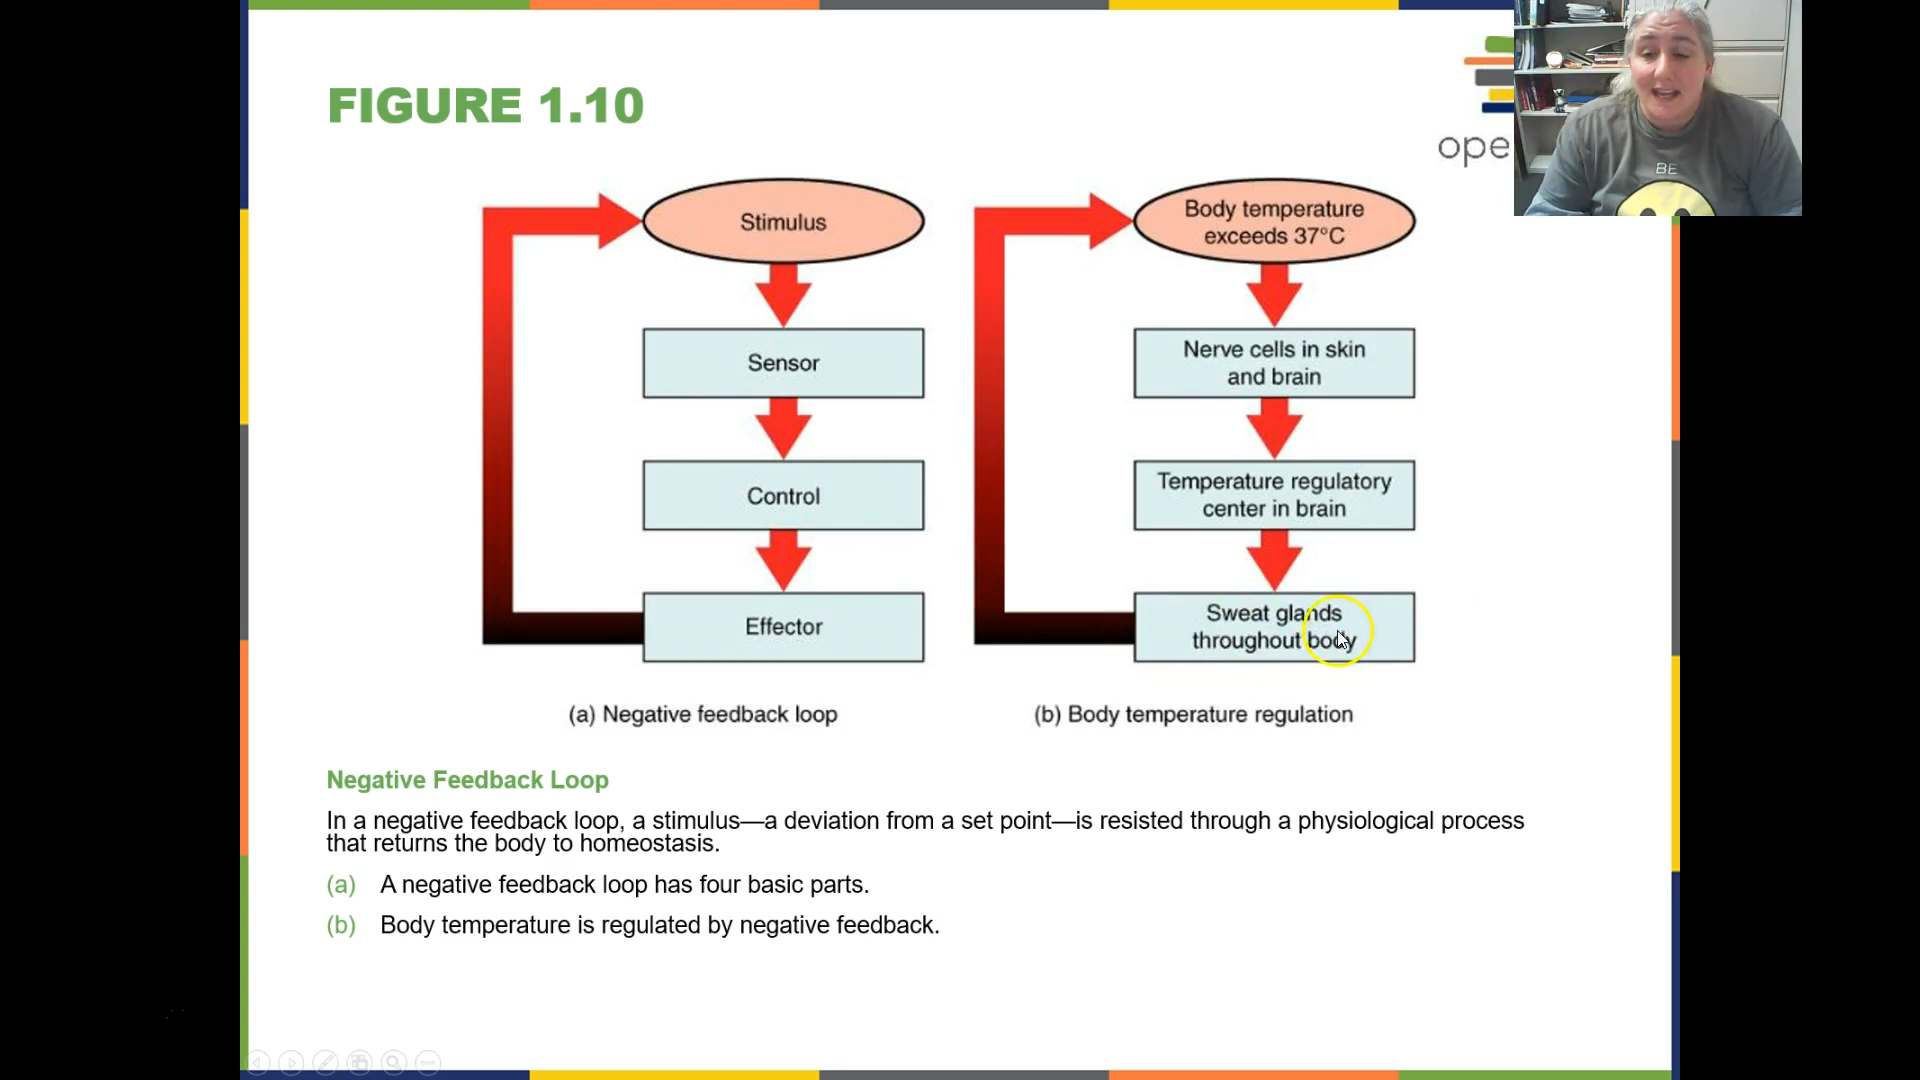 FIGURE 1.10
ope
BE
Stimulus
Sensor
Control
Effector
(a) Negative feedback loop
Body temperature
exceeds 37°C
Nerve cells in skin
and brain
Temperature regulatory
center in brain
Sweat glands
throughout body
(b) Body temperature regulation
Negative Feedback Loop
In a negative feedback loop, a stimulus—a deviation from a set point—is resisted through a physiological process
that returns the body to homeostasis.
(a) A negative feedback loop has four basic parts.
(b) Body temperature is regulated by negative feedback.